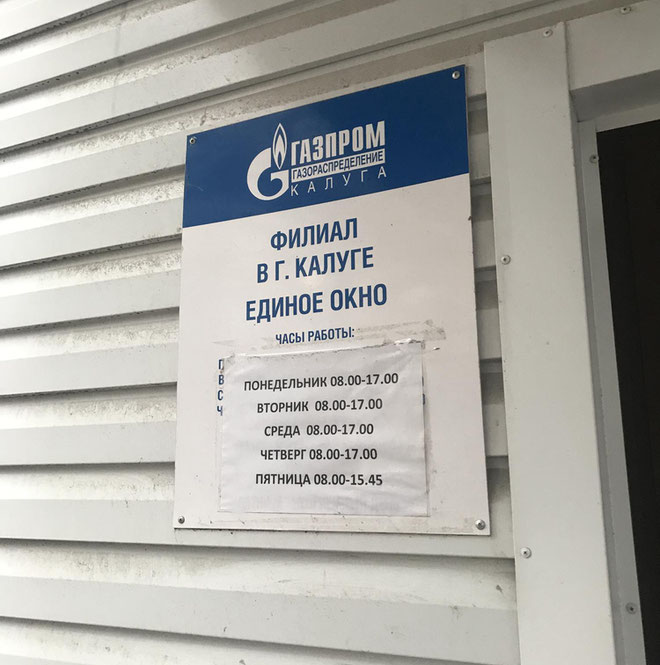 ГАЗПРОМ
ГАЗОРАСПРЕДЕЛЕНИЕ
КАЛУГА
ФИЛИАЛ
В Г. КАЛУГЕ
ЕДИНОЕ ОКНО
ЧАСЫ РАБОТЫ:
ПОНЕДЕЛЬНИК 08.00-17.00
ВТОРНИК 08.00-17.00
СРЕДА 08.00-17.00
ЧЕТВЕРГ 08.00-17.00
ПЯТНИЦА 08.00-15.45